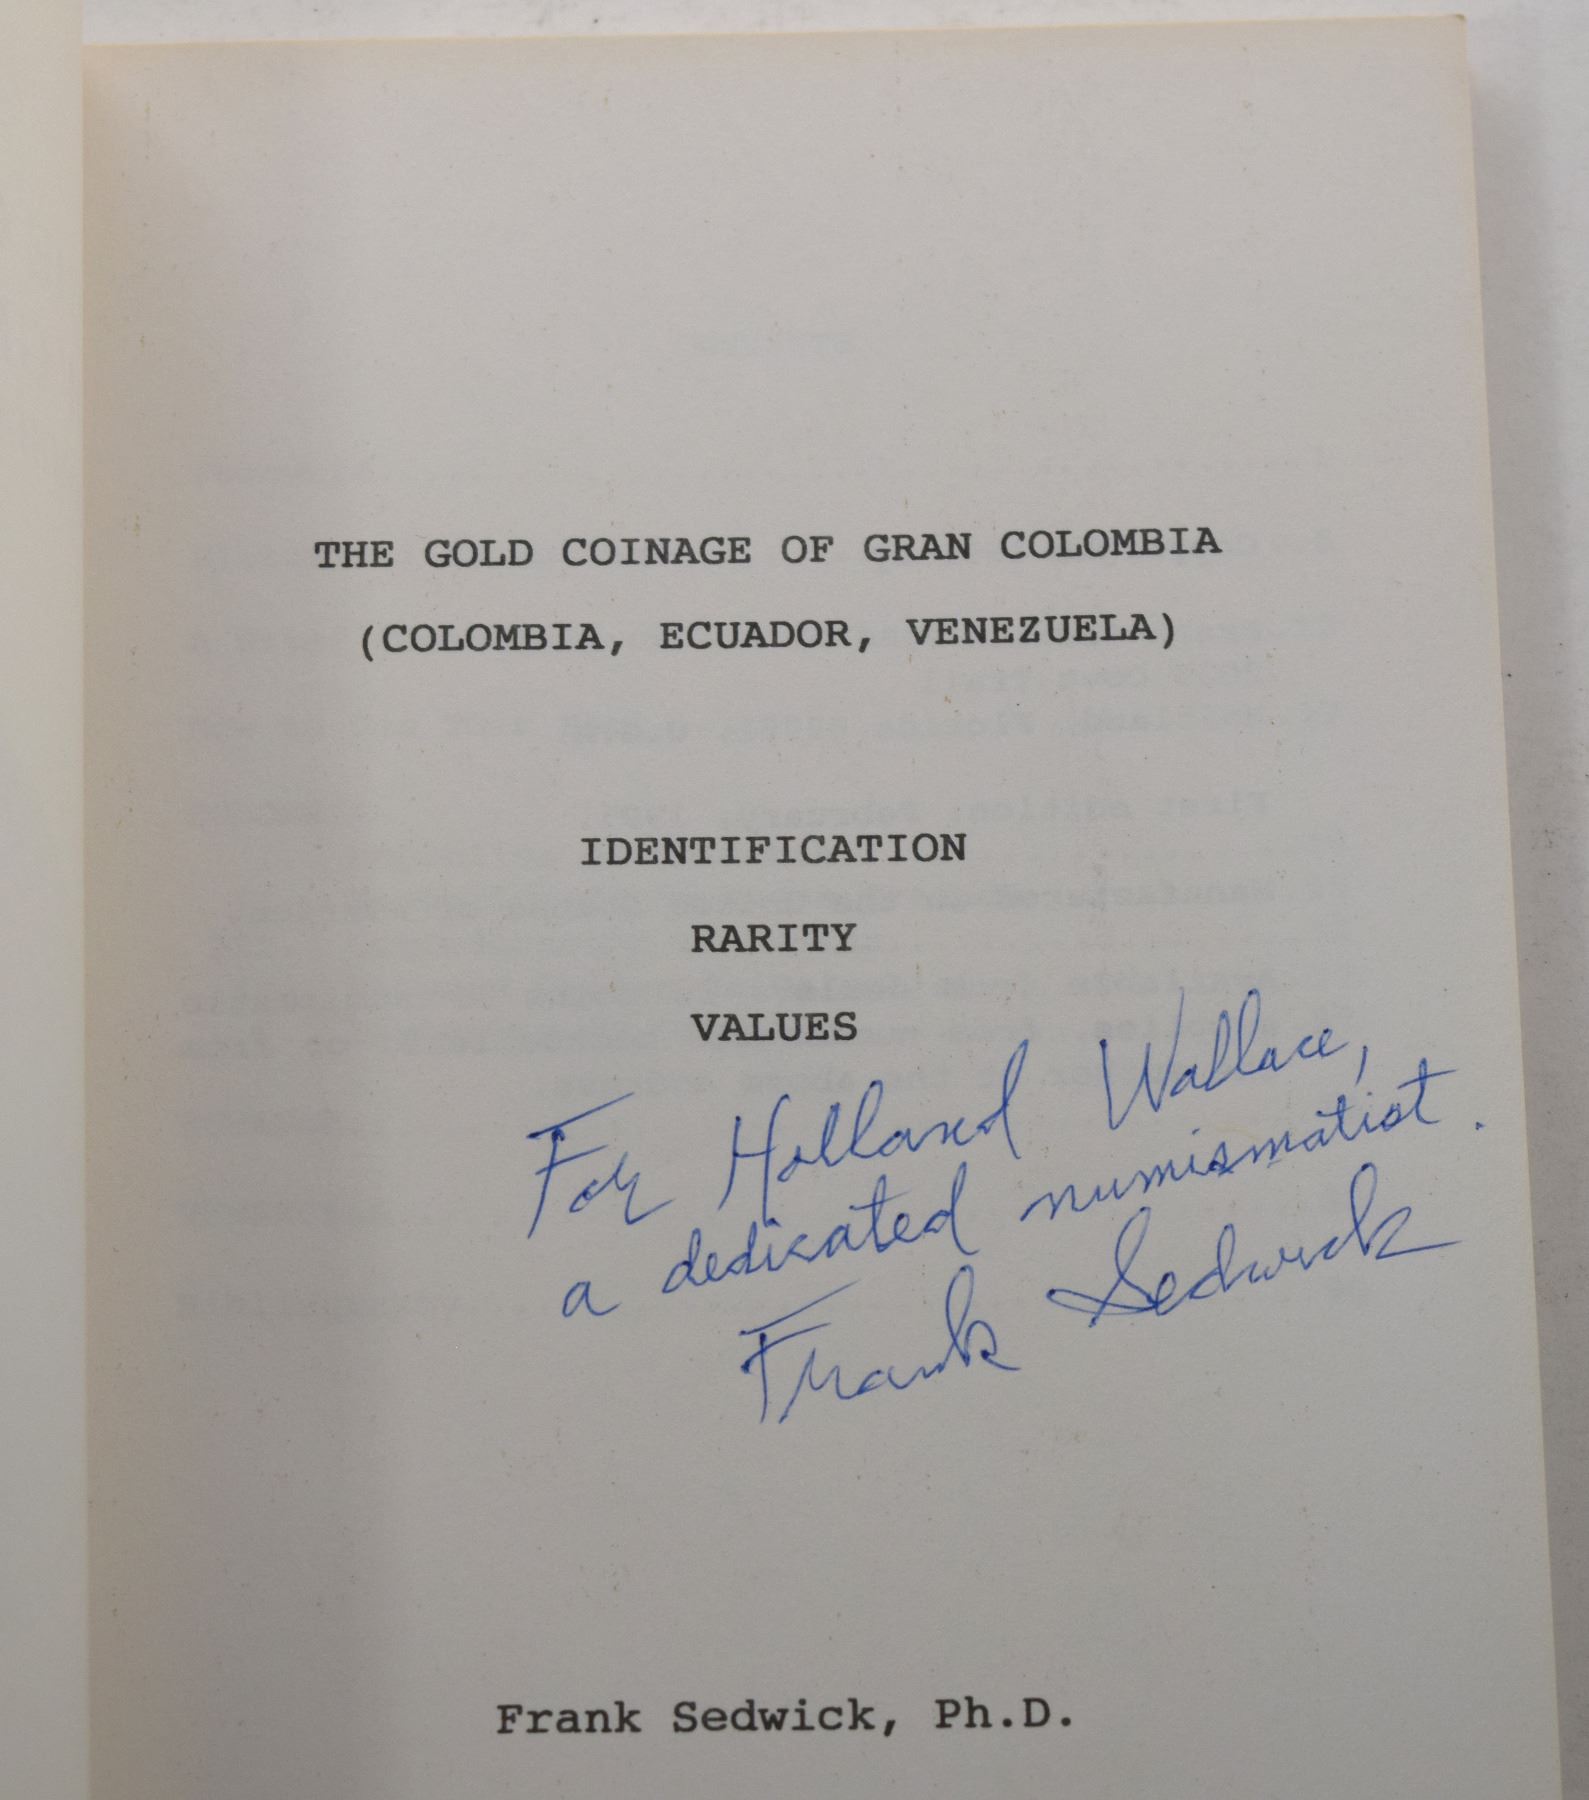 THE GOLD COINAGE OF GRAN COLOMBIA
(COLOMBIA, ECUADOR, VENEZUELA)
IDENTIFICATION
RARITY
VALUES
For Holland Wallace,
a dedicated numismatist.
Frank Sedwick
Frank Sedwick, Ph.D.